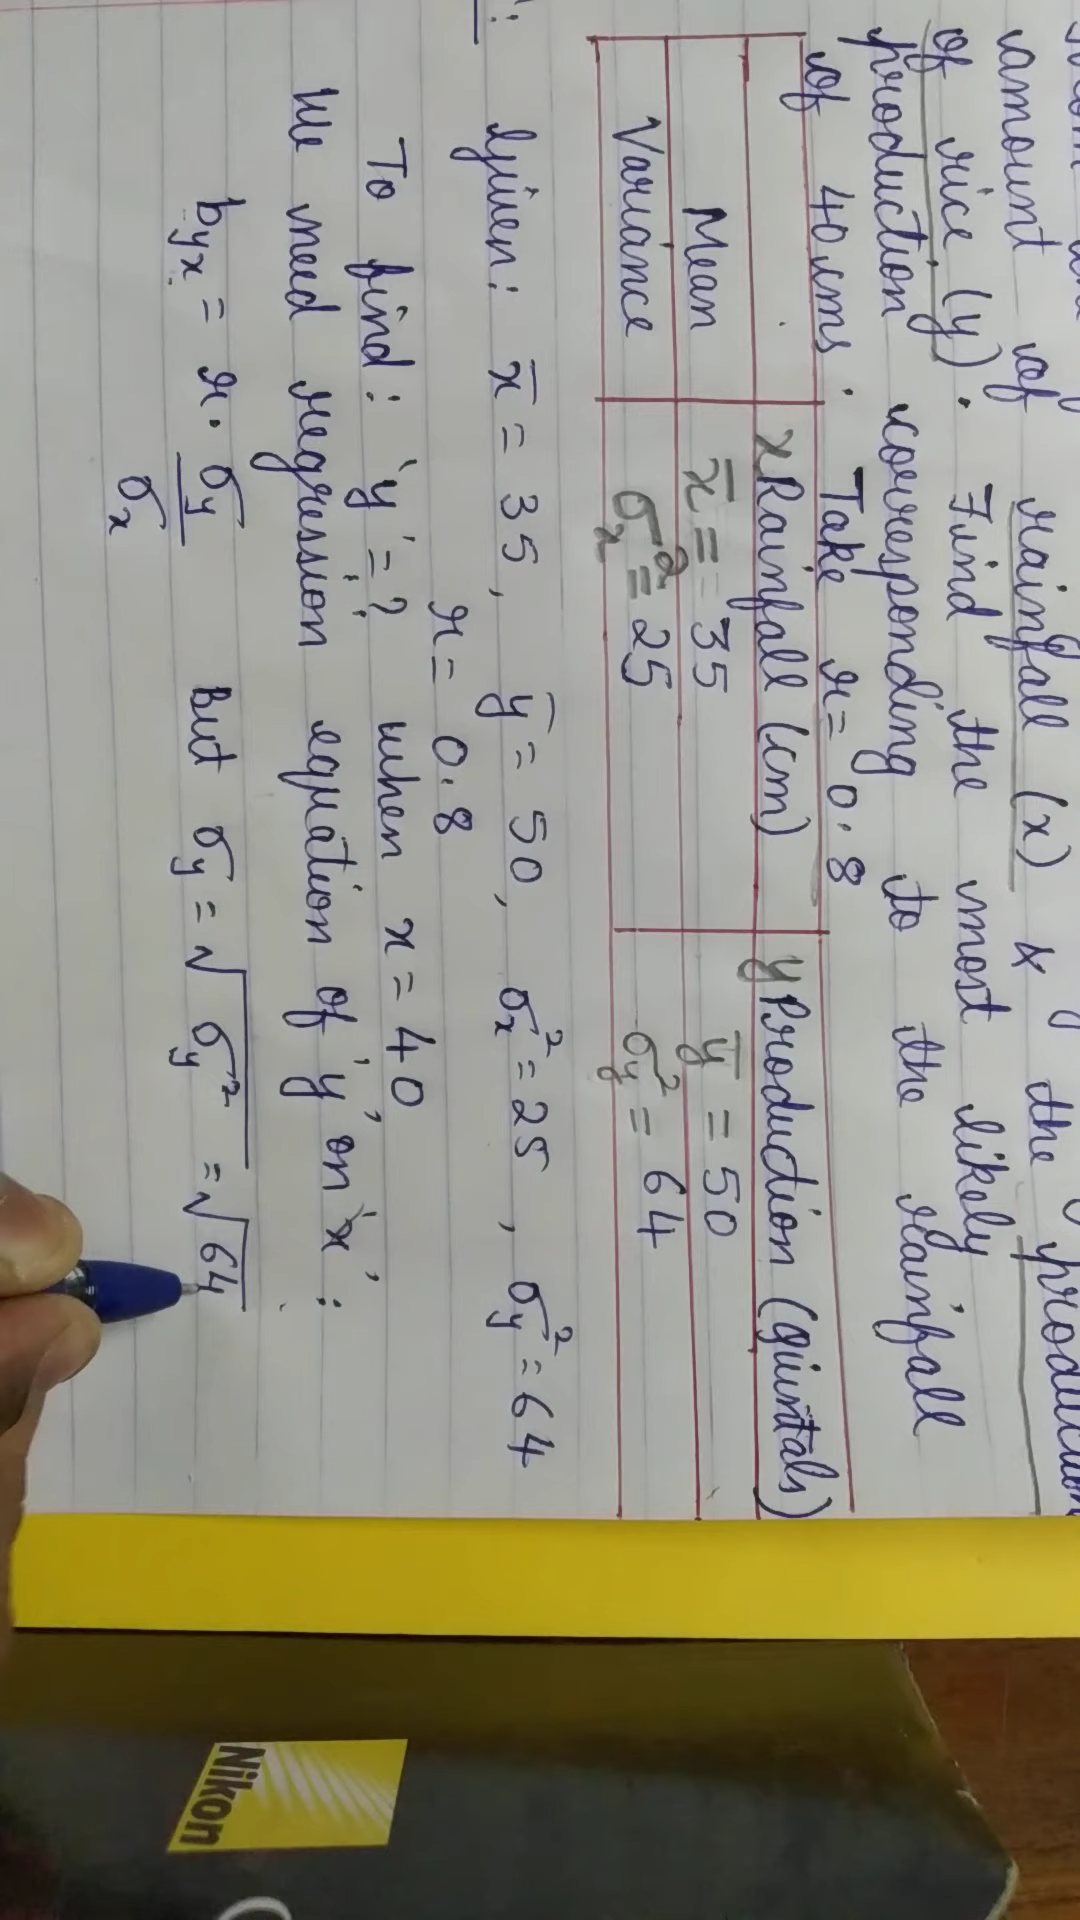 amount of rainfall (x) & the production
of rice (y). Find the most likely
production corresponding to the rainfall
of 40 cms. Take r = 0.8
x Rainfall (cm) y Production (quintals)
Mean x̄ = 35 ȳ = 50
Variance σx² = 25 σy² = 64
Given: x̄ = 35, ȳ = 50, σx² = 25, σy² = 64
r = 0.8
To find: 'y' = ? when x = 40
We need regression equation of 'y' on 'x':
byx = r. σy/σx But σy = √σy² = √64
Nikon